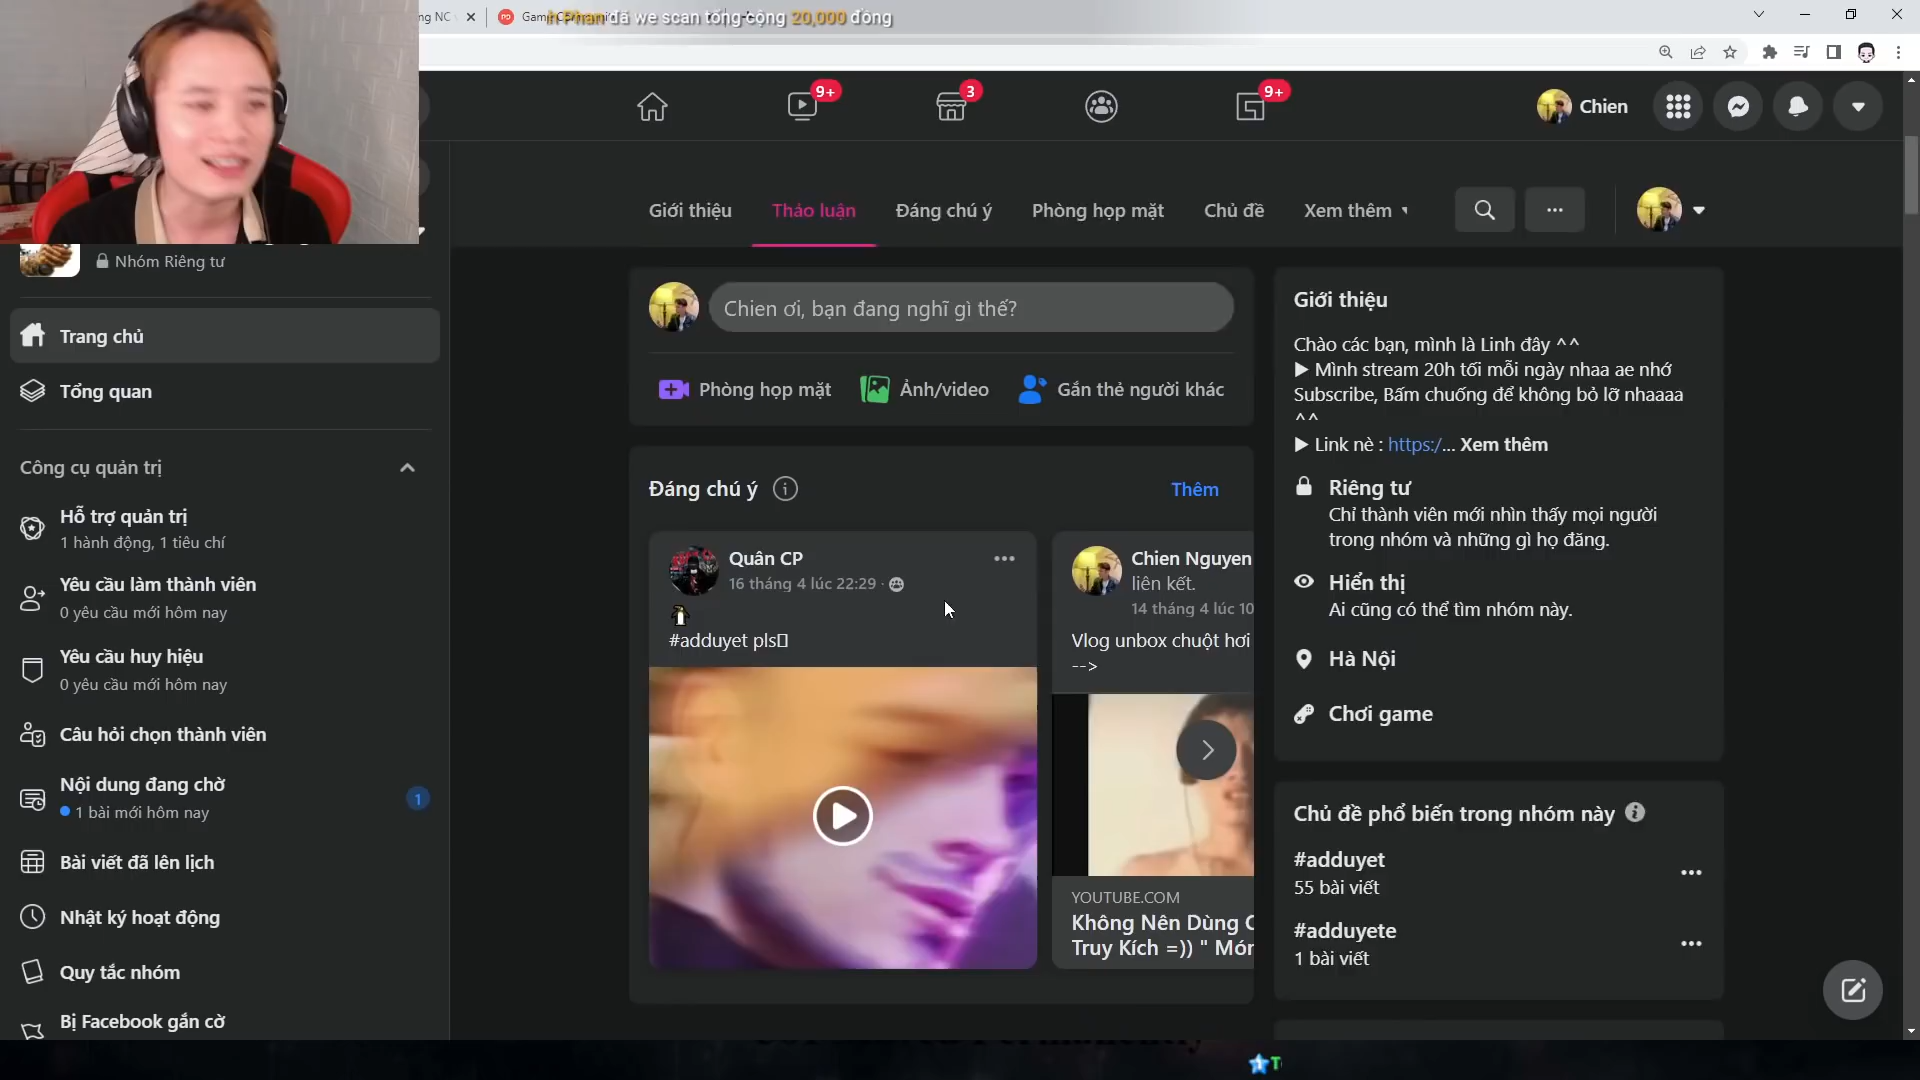 Phan đã we scan tổng cộng 20,000 đồng
9+
3
9+
Chien
Giới thiệu
Thảo luận
Đáng chú ý
Phòng họp mặt
Chủ đề
Xem thêm
Nhóm Riêng tư
Trang chủ
Tổng quan
Công cụ quản trị
Hỗ trợ quản trị
1 hành động, 1 tiêu chí
Yêu cầu làm thành viên
0 yêu cầu mới hôm nay
Yêu cầu huy hiệu
0 yêu cầu mới hôm nay
Câu hỏi chọn thành viên
Nội dung đang chờ
1 bài mới hôm nay
1
Bài viết đã lên lịch
Nhật ký hoạt động
Quy tắc nhóm
Bị Facebook gắn cờ
Chien ơi, bạn đang nghĩ gì thế?
Phòng họp mặt
Ảnh/video
Gắn thẻ người khác
Đáng chú ý
Thêm
Quân CP
16 tháng 4 lúc 22:29
#adduyet pls
Chien Nguyen
liên kết.
14 tháng 4 lúc 10
Vlog unbox chuột hơi
-->
YOUTUBE.COM
Không Nên Dùng C
Truy Kích =)) " Món
Giới thiệu
Chào các bạn, mình là Linh đây ^^
▶ Mình stream 20h tối mỗi ngày nhaa ae nhớ
Subscribe, Bấm chuống để không bỏ lỡ nhaaaa
^^
▶ Link nè : https:/... Xem thêm
Riêng tư
Chỉ thành viên mới nhìn thấy mọi người
trong nhóm và những gì họ đăng.
Hiển thị
Ai cũng có thể tìm nhóm này.
Hà Nội
Chơi game
Chủ đề phổ biến trong nhóm này
#adduyet
55 bài viết
#adduyete
1 bài viết